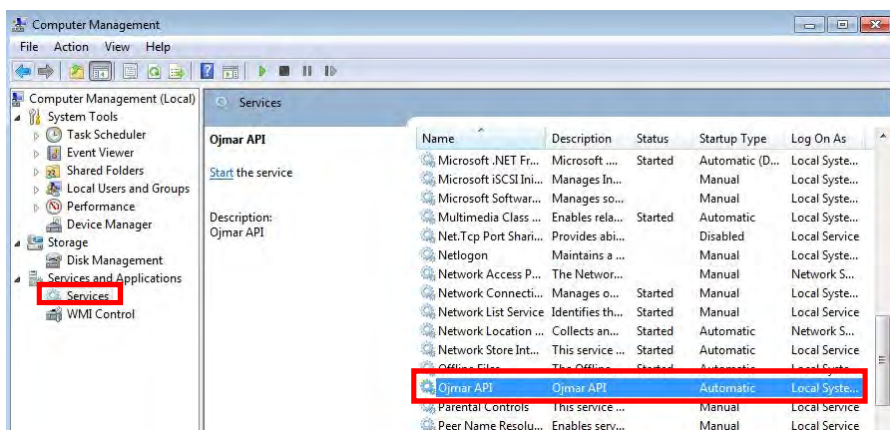 Computer Management
File Action View Help
Computer Management (Local)
System Tools
Task Scheduler
Event Viewer
Shared Folders
Local Users and Groups
Performance
Device Manager
Storage
Disk Management
Services and Applications
Services
WMI Control
Services
Ojmar API
Start the service
Description:
Ojmar API
Name Description Status Startup Type Log On As
Microsoft .NET Fr... Microsoft .... Started Automatic (D... Local Syste...
Microsoft iSCSI Ini... Manages In... Manual Local Syste...
Microsoft Softwar... Manages so... Manual Local Syste...
Multimedia Class ... Enables rela... Started Automatic Local Syste...
Net.Tcp Port Shari... Provides abi... Disabled Local Service
Netlogon Maintains a ... Manual Local Syste...
Network Access P... The Networ... Manual Network S...
Network Connecti... Manages o... Started Manual Local Syste...
Network List Service Identifies th... Started Manual Local Service
Network Location ... Collects an... Started Automatic Network S...
Network Store Int... This service ... Started Automatic Local Service
Offline Files The Offline ... Started Automatic Local Syste...
Ojmar API Ojmar API Automatic Local Syste...
Parental Controls This service ... Manual Local Service
Peer Name Resolu... Enables serv... Manual Local Service